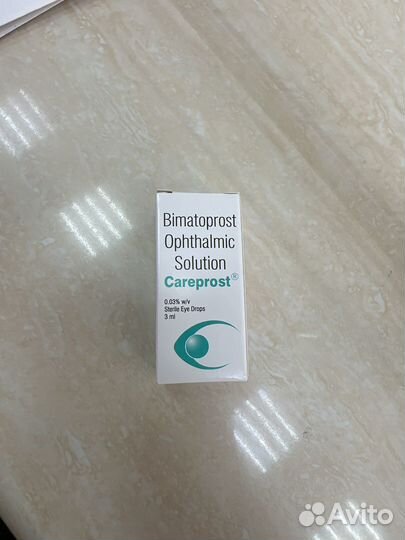 Bimatoprost
Ophthalmic
Solution
Careprost®
0.03% w/v
Sterile Eye Drops
3 ml
Avito